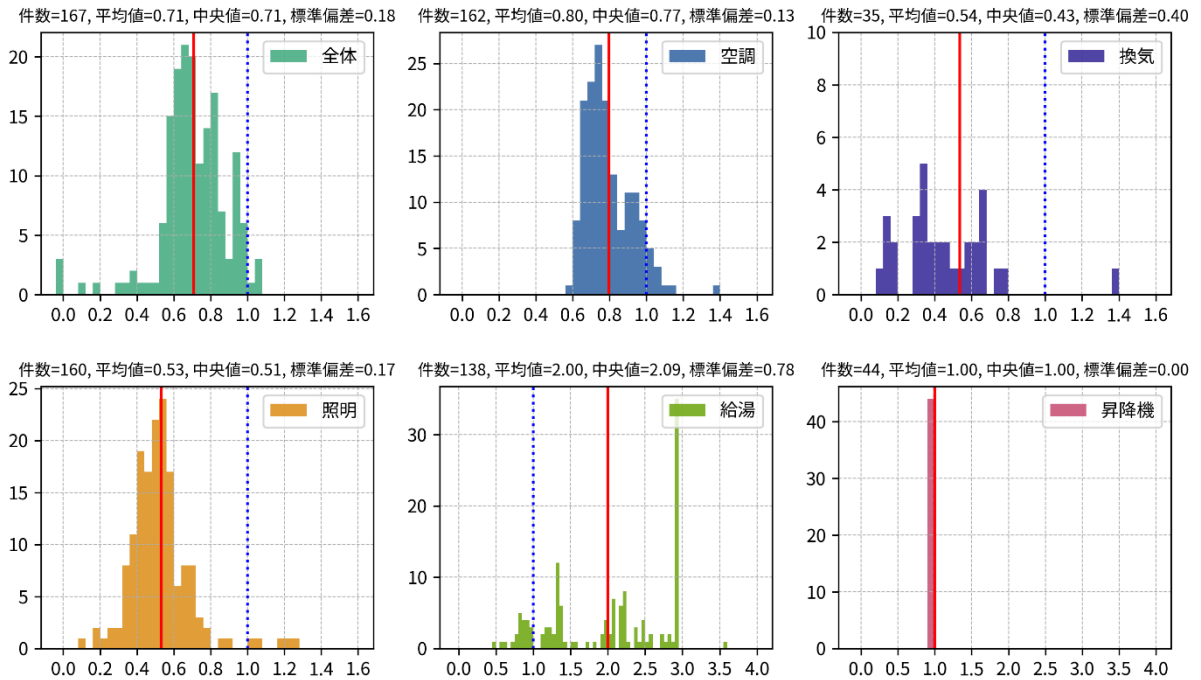 件数=167, 平均値=0.71, 中央値=0.71, 標準偏差=0.18
全体
20
15
10
5
0
0.0 0.2 0.4 0.6 0.8 1.0 1.2 1.4 1.6
件数=162, 平均値=0.80, 中央値=0.77, 標準偏差=0.13
空調
25
20
15
10
5
0
0.0 0.2 0.4 0.6 0.8 1.0 1.2 1.4 1.6
件数=35, 平均値=0.54, 中央値=0.43, 標準偏差=0.40
換気
10
8
6
4
2
0
0.0 0.2 0.4 0.6 0.8 1.0 1.2 1.4 1.6
件数=160, 平均値=0.53, 中央値=0.51, 標準偏差=0.17
照明
25
20
15
10
5
0
0.0 0.2 0.4 0.6 0.8 1.0 1.2 1.4 1.6
件数=138, 平均値=2.00, 中央値=2.09, 標準偏差=0.78
給湯
30
20
10
0
0.0 0.5 1.0 1.5 2.0 2.5 3.0 3.5 4.0
件数=44, 平均値=1.00, 中央値=1.00, 標準偏差=0.00
昇降機
40
30
20
10
0
0.0 0.5 1.0 1.5 2.0 2.5 3.0 3.5 4.0